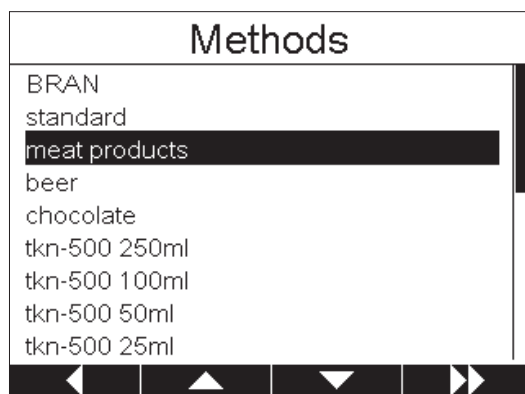 Methods
BRAN
standard
meat products
beer
chocolate
tkn-500 250ml
tkn-500 100ml
tkn-500 50ml
tkn-500 25ml